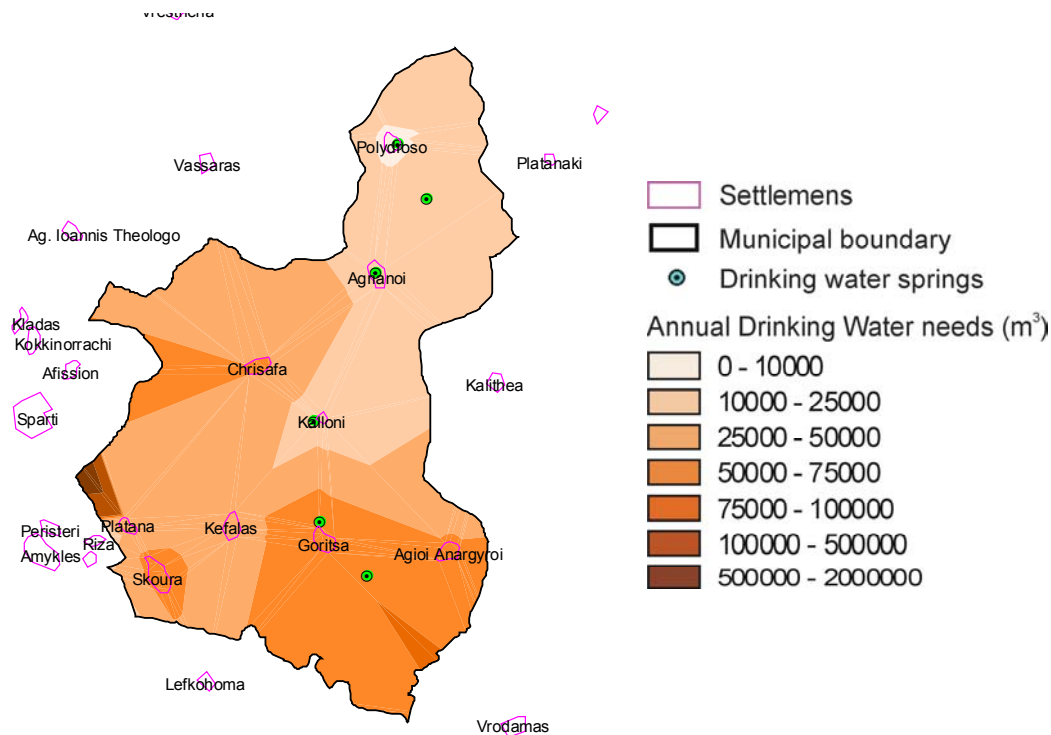 Polydroso
Platanaki
Vassaras
Ag. Ioannis Theologo
Agrianoi
Kladas
Kokkinorrachi
Afission
Chrisafa
Kalithea
Sparti
Kalloni
Peristeri
Platana
Kefalas
Riza
Goritsa
Amykles
Agioi Anargyroi
Skoura
Lefkohoma
Vrodamas
Settlemens
Municipal boundary
Drinking water springs
Annual Drinking Water needs (m³)
0 - 10000
10000 - 25000
25000 - 50000
50000 - 75000
75000 - 100000
100000 - 500000
500000 - 2000000